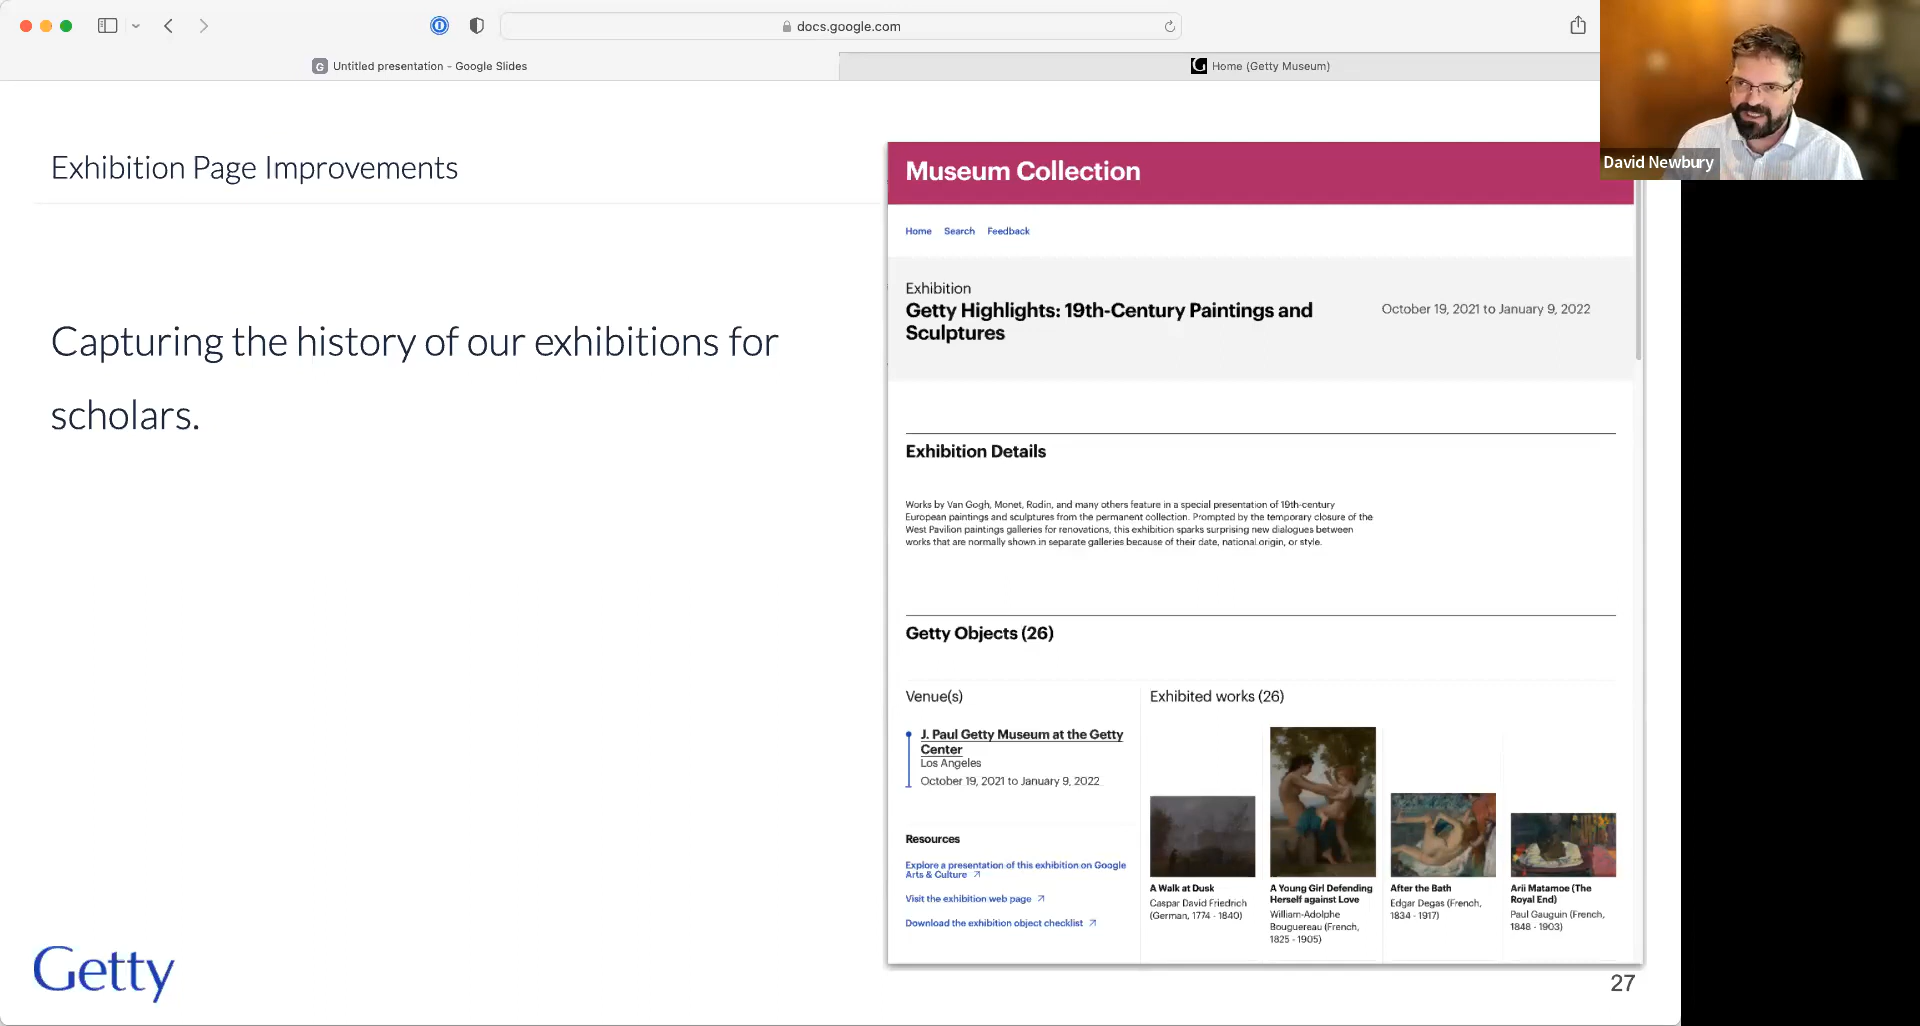 docs.google.com
Untitled presentation - Google Slides
Home (Getty Museum)
David Newbury
Exhibition Page Improvements
Capturing the history of our exhibitions for
scholars.
Museum Collection
Home Search Feedback
Exhibition
Getty Highlights: 19th-Century Paintings and
Sculptures
October 19, 2021 to January 9, 2022
Exhibition Details
Works by Van Gogh, Monet, Rodin, and many others feature in a special presentation of 19th-century
European paintings and sculptures from the permanent collection. Prompted by the temporary closure of the
West Pavilion paintings galleries for renovations, this exhibition sparks surprising new dialogues between
works that are normally shown in separate galleries because of their date, national origin, or style.
Getty Objects (26)
Venue(s)
J. Paul Getty Museum at the Getty
Center
Los Angeles
October 19, 2021 to January 9, 2022
Resources
Explore a presentation of this exhibition on Google
Arts & Culture
Visit the exhibition web page
Download the exhibition object checklist
Exhibited works (26)
A Walk at Dusk
Caspar David Friedrich
(German, 1774 - 1840)
A Young Girl Defending
Herself against Love
William-Adolphe
Bouguereau (French,
1825 - 1905)
After the Bath
Edgar Degas (French,
1834 - 1917)
Arii Matamoe (The
Royal End)
Paul Gauguin (French,
1848 - 1903)
Getty
27